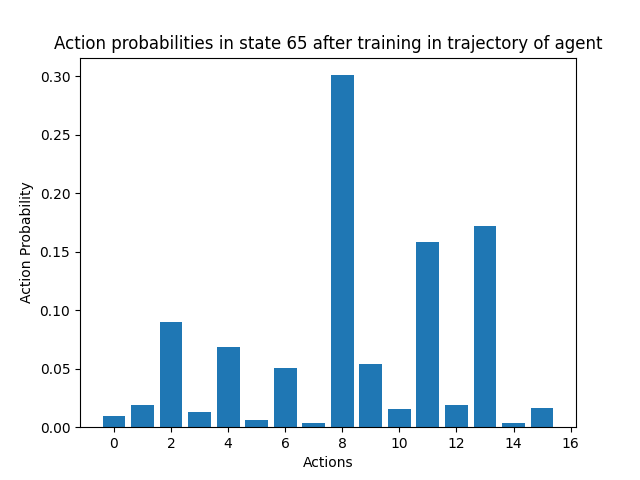 Action probabilities in state 65 after training in trajectory of agent
0.30
0.25
0.20
0.15
0.10
0.05
0.00
Action Probability
0 2 4 6 8 10 12 14 16
Actions